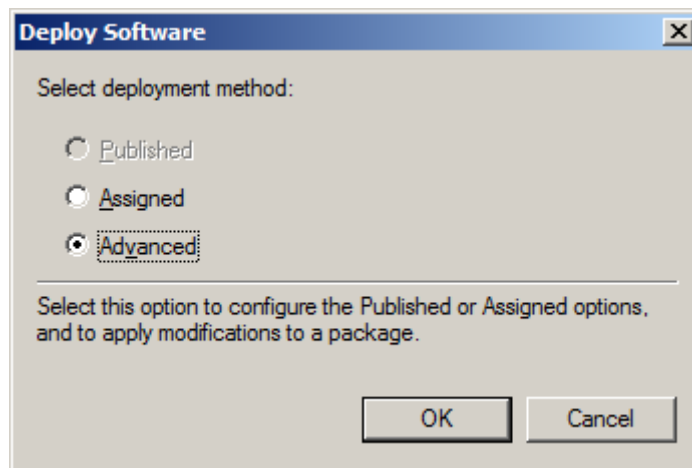 Deploy Software
Select deployment method:
Published
Assigned
Advanced
Select this option to configure the Published or Assigned options,
and to apply modifications to a package.
OK Cancel